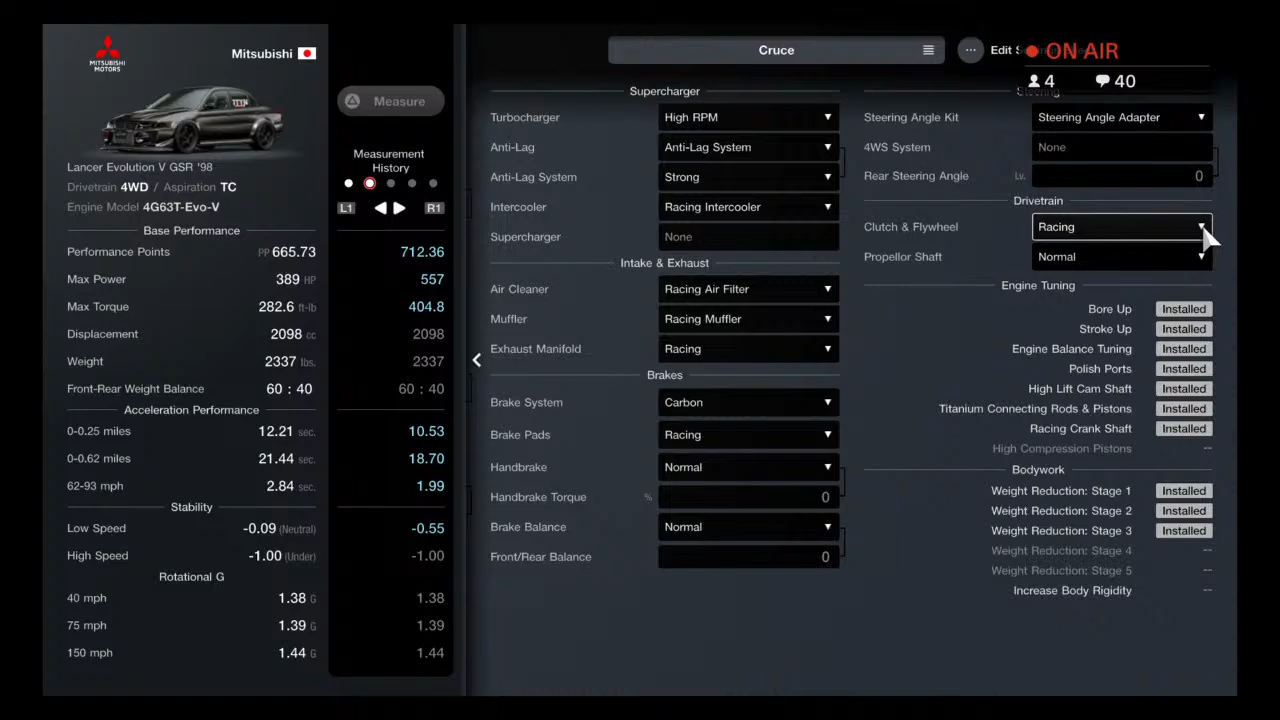 MITSUBISHI
MOTORS
Mitsubishi
Lancer Evolution V GSR '98
Drivetrain 4WD / Aspiration TC
Engine Model 4G63T-Evo-V
Base Performance
Performance Points PP 665.73
Max Power 389 HP
Max Torque 282.6 ft-lb
Displacement 2098 cc
Weight 2337 lbs.
Front-Rear Weight Balance 60 : 40
Acceleration Performance
0-0.25 miles 12.21 sec.
0-0.62 miles 21.44 sec.
62-93 mph 2.84 sec.
Stability
Low Speed -0.09 (Neutral)
High Speed -1.00 (Under)
Rotational G
40 mph 1.38 G
75 mph 1.39 G
150 mph 1.44 G
Measure
Measurement
History
L1 R1
712.36
557
404.8
2098
2337
60 : 40
10.53
18.70
1.99
-0.55
-1.00
1.38
1.39
1.44
Cruce
Edit S
ON AIR
4 40
Supercharger
Turbocharger High RPM
Anti-Lag Anti-Lag System
Anti-Lag System Strong
Intercooler Racing Intercooler
Supercharger None
Intake & Exhaust
Air Cleaner Racing Air Filter
Muffler Racing Muffler
Exhaust Manifold Racing
Brakes
Brake System Carbon
Brake Pads Racing
Handbrake Normal
Handbrake Torque % 0
Brake Balance Normal
Front/Rear Balance 0
Steering
Steering Angle Kit Steering Angle Adapter
4WS System None
Rear Steering Angle Lv. 0
Drivetrain
Clutch & Flywheel Racing
Propellor Shaft Normal
Engine Tuning
Bore Up Installed
Stroke Up Installed
Engine Balance Tuning Installed
Polish Ports Installed
High Lift Cam Shaft Installed
Titanium Connecting Rods & Pistons Installed
Racing Crank Shaft Installed
High Compression Pistons --
Bodywork
Weight Reduction: Stage 1 Installed
Weight Reduction: Stage 2 Installed
Weight Reduction: Stage 3 Installed
Weight Reduction: Stage 4 --
Weight Reduction: Stage 5 --
Increase Body Rigidity --